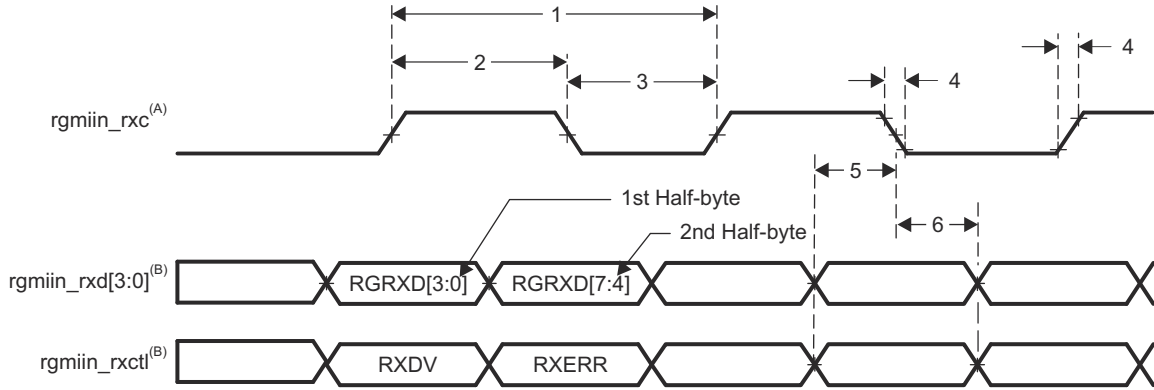 1
4
2
3
4
rgmiin_rxc(A)
5
1st Half-byte
6
2nd Half-byte
rgmiin_rxd[3:0](B)
RGRXD[3:0]
RGRXD[7:4]
rgmiin_rxctl(B)
RXDV
RXERR